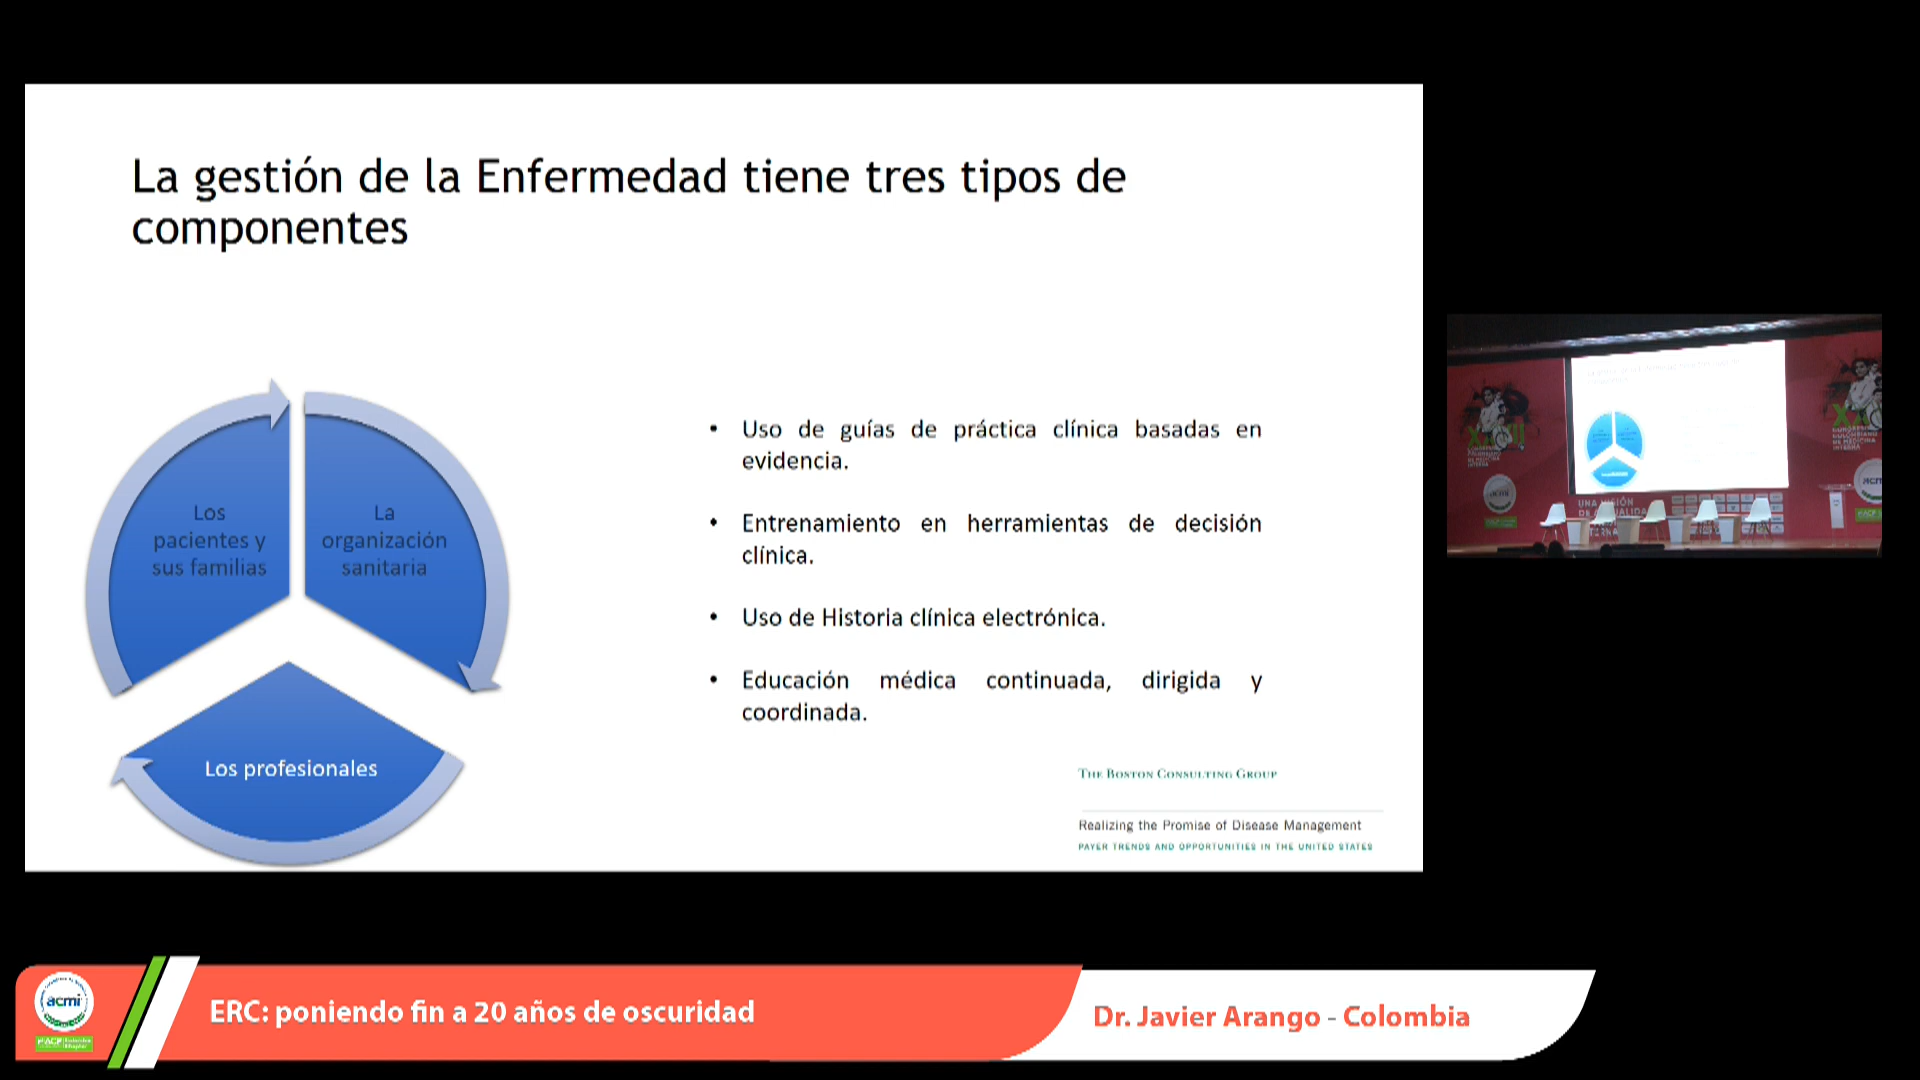 La gestión de la Enfermedad tiene tres tipos de
componentes
Los
pacientes y
sus familias
La
organización
sanitaria
Los profesionales
• Uso de guías de práctica clínica basadas en
evidencia.
• Entrenamiento en herramientas de decisión
clínica.
• Uso de Historia clínica electrónica.
• Educación médica continuada, dirigida y
coordinada.
THE BOSTON CONSULTING GROUP
Realizing the Promise of Disease Management
PAYER TRENDS AND OPPORTUNITIES IN THE UNITED STATES
acmi
ERC: poniendo fin a 20 años de oscuridad
Dr. Javier Arango - Colombia